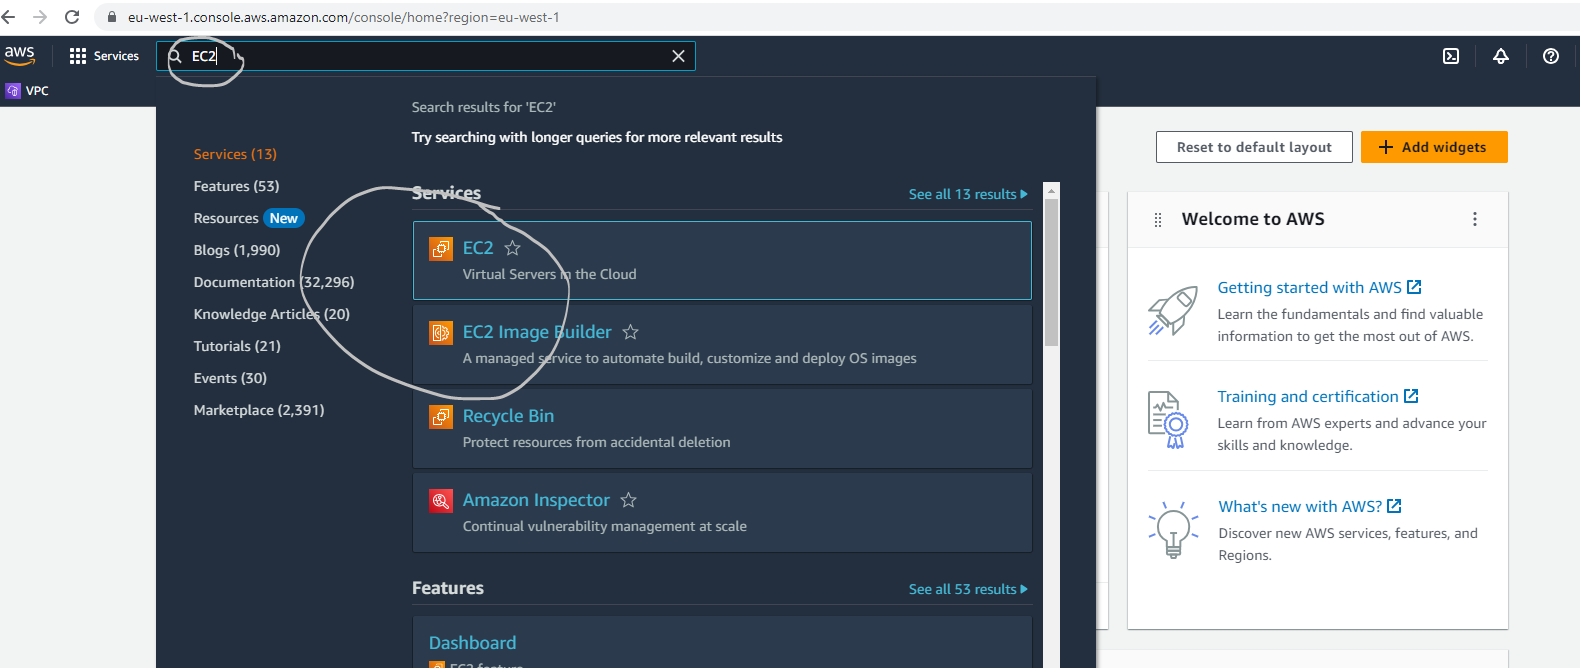 eu-west-1.console.aws.amazon.com/console/home?region=eu-west-1
aws
Services
EC2
VPC
Search results for 'EC2'
Try searching with longer queries for more relevant results
Services (13)
Features (53)
Resources New
Blogs (1,990)
Documentation (32,296)
Knowledge Articles (20)
Tutorials (21)
Events (30)
Marketplace (2,391)
Services
See all 13 results
EC2
Virtual Servers in the Cloud
EC2 Image Builder
A managed service to automate build, customize and deploy OS images
Recycle Bin
Protect resources from accidental deletion
Amazon Inspector
Continual vulnerability management at scale
Features
See all 53 results
Dashboard
EC2 feature
Reset to default layout
Add widgets
Welcome to AWS
Getting started with AWS
Learn the fundamentals and find valuable
information to get the most out of AWS.
Training and certification
Learn from AWS experts and advance your
skills and knowledge.
What's new with AWS?
Discover new AWS services, features, and
Regions.